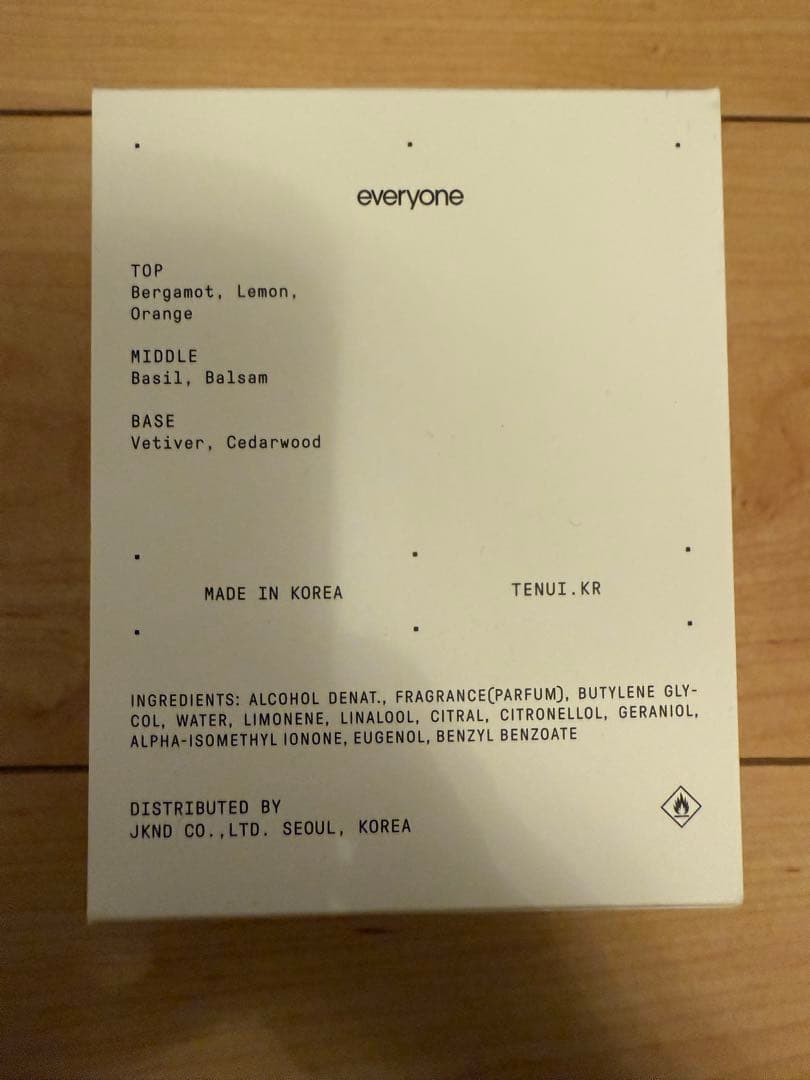 everyone
TOP
Bergamot, Lemon,
Orange
MIDDLE
Basil, Balsam
BASE
Vetiver, Cedarwood
MADE IN KOREA
TENUI.KR
INGREDIENTS: ALCOHOL DENAT., FRAGRANCE(PARFUM), BUTYLENE GLY-
COL, WATER, LIMONENE, LINALOOL, CITRAL, CITRONELLOL, GERANIOL,
ALPHA-ISOMETHYL IONONE, EUGENOL, BENZYL BENZOATE
DISTRIBUTED BY
JKND CO.,LTD. SEOUL, KOREA